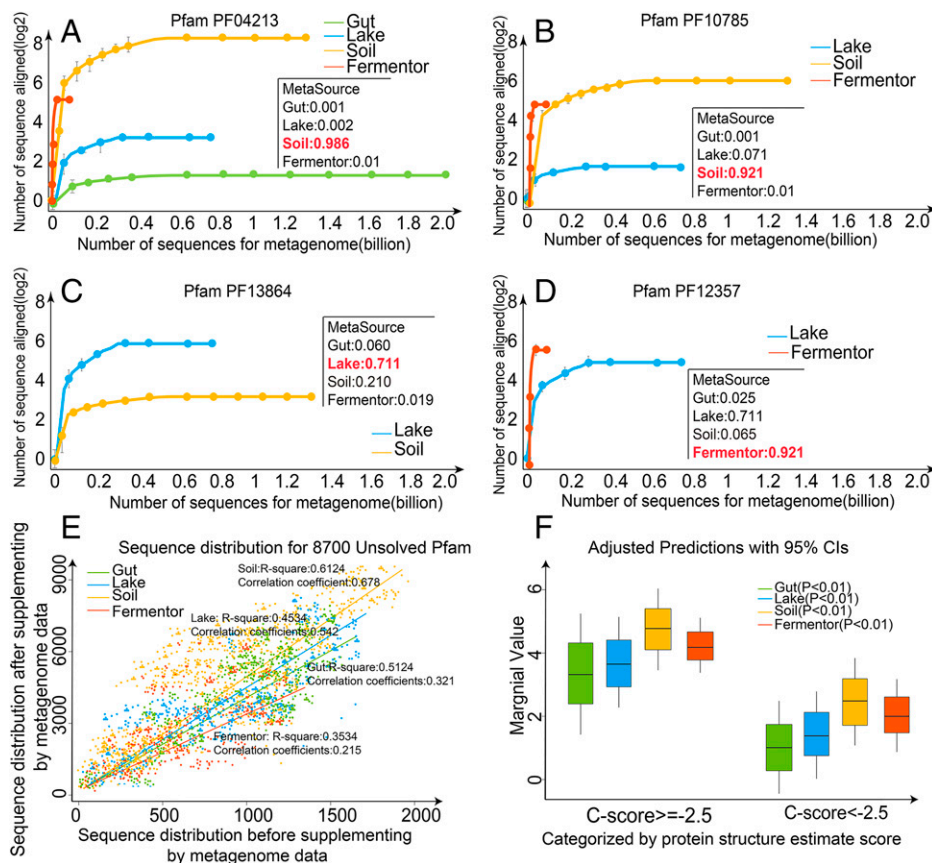 A
Pfam PF04213
Gut
Lake
Soil
Fermentor
MetaSource
Gut:0.001
Lake:0.002
Soil:0.986
Fermentor:0.01
Number of sequence aligned(log2)
8
6
4
2
0
0.2 0.4 0.6 0.8 1.0 1.2 1.4 1.6 1.8 2.0
Number of sequences for metagenome(billion)
B
Pfam PF10785
Lake
Soil
Fermentor
MetaSource
Gut:0.001
Lake:0.071
Soil:0.921
Fermentor:0.01
Number of sequence aligned(log2)
8
6
4
2
0
0.2 0.4 0.6 0.8 1.0 1.2 1.4 1.6 1.8 2.0
Number of sequences for metagenome(billion)
C
Pfam PF13864
MetaSource
Gut:0.060
Lake:0.711
Soil:0.210
Fermentor:0.019
Lake
Soil
Number of sequence aligned(log2)
8
6
4
2
0
0.2 0.4 0.6 0.8 1.0 1.2 1.4 1.6 1.8 2.0
Number of sequences for metagenome(billion)
D
Pfam PF12357
Lake
Fermentor
MetaSource
Gut:0.025
Lake:0.711
Soil:0.065
Fermentor:0.921
Number of sequence aligned(log2)
8
6
4
2
0
0.2 0.4 0.6 0.8 1.0 1.2 1.4 1.6 1.8 2.0
Number of sequences for metagenome(billion)
E
Sequence distribution for 8700 Unsolved Pfam
Gut
Lake
Soil
Fermentor
Soil:R-square:0.6124
Correlation coefficient:0.678
Lake: R-square:0.4534
Correlation coefficients:0.542
Gut:R-square:0.5124
Correlation coefficients:0.321
Fermentor: R-square:0.3534
Correlation coefficients:0.215
Sequence distribution after supplementing
by metagenome data
9000
6000
3000
0
0 500 1000 1500 2000
Sequence distribution before supplementing
by metagenome data
F
Adjusted Predictions with 95% CIs
Gut(P<0.01)
Lake(P<0.01)
Soil(P<0.01)
Fermentor(P<0.01)
Margnial Value
6
4
2
0
C-score>=-2.5
C-score<-2.5
Categorized by protein structure estimate score